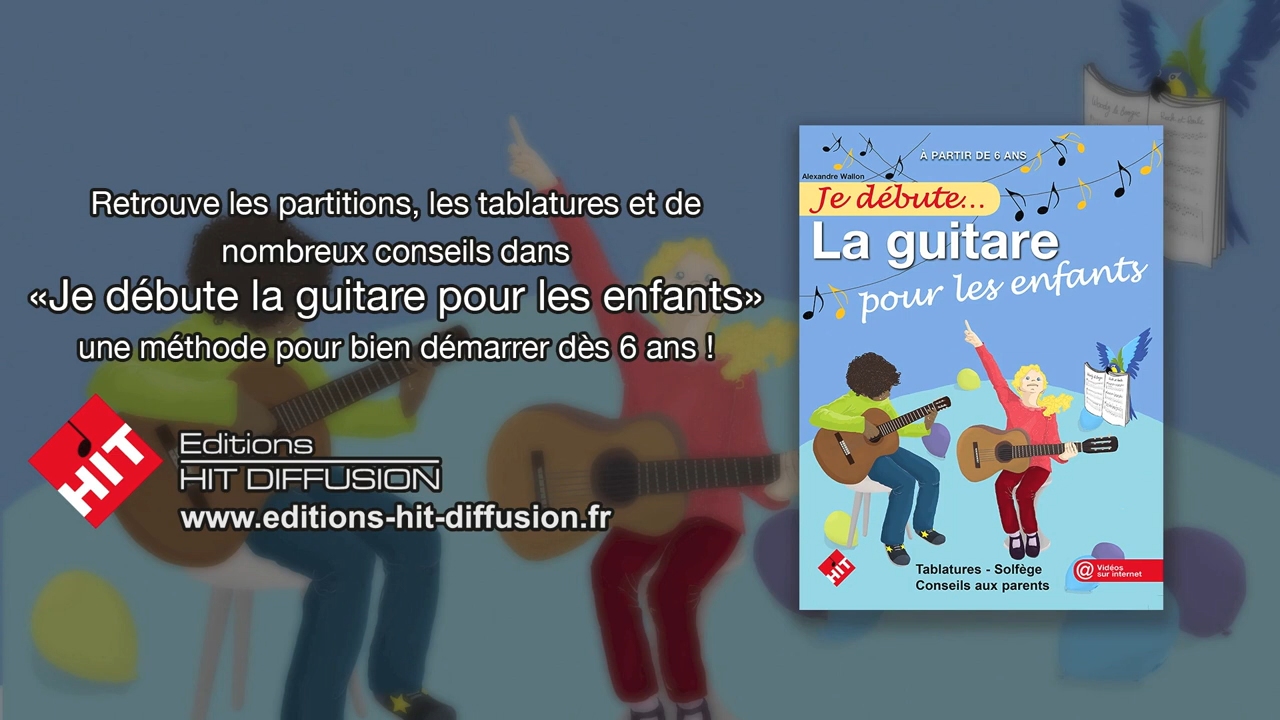 Retrouve les partitions, les tablatures et de
nombreux conseils dans
«Je débute la guitare pour les enfants»
une méthode pour bien démarrer dès 6 ans !
HIT
Editions
HIT DIFFUSION
www.editions-hit-diffusion.fr
À PARTIR DE 6 ANS
Alexandre Wallon
Je débute...
La guitare
pour les enfants
HIT
Tablatures - Solfège
Conseils aux parents
@ Vidéos
sur internet